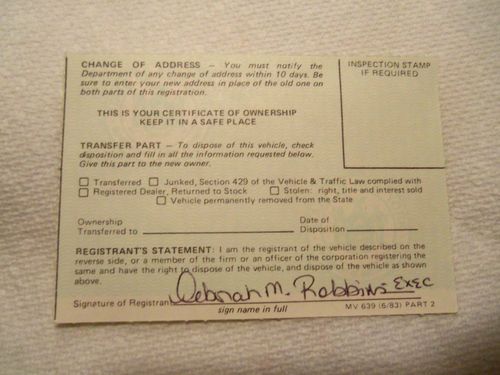 CHANGE OF ADDRESS – You must notify the
Department of any change of address within 10 days. Be
sure to enter your new address in place of the old one on
both parts of this registration.
INSPECTION STAMP
IF REQUIRED
THIS IS YOUR CERTIFICATE OF OWNERSHIP
KEEP IT IN A SAFE PLACE
TRANSFER PART – To dispose of this vehicle, check
disposition and fill in all the information requested below.
Give this part to the new owner.
Transferred Junked, Section 429 of the Vehicle & Traffic Law complied with
Registered Dealer, Returned to Stock Stolen: right, title and interest sold
Vehicle permanently removed from the State
Ownership
Transferred to
Date of
Disposition
REGISTRANT'S STATEMENT: I am the registrant of the vehicle described on the
reverse side, or a member of the firm or an officer of the corporation registering the
same and have the right to dispose of the vehicle, and dispose of the vehicle as shown
above.
Signature of Registrant Deborah M. Robbins Exec
sign name in full
MV 639 (6/83) PART 2